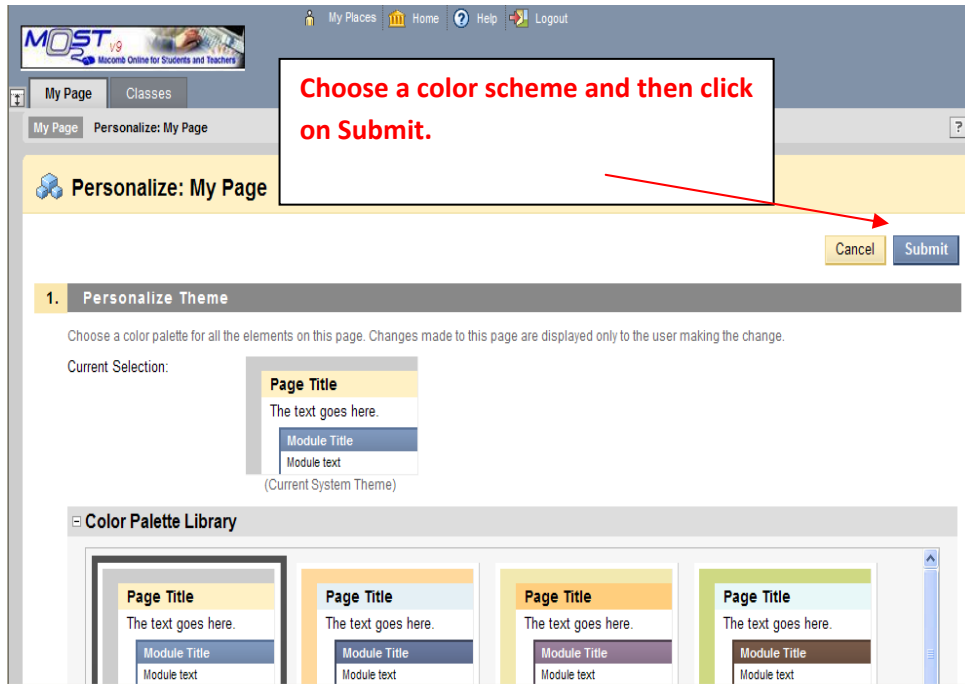 My Places Home ? Help Logout
MOST v9
2
Macomb Online for Students and Teachers
Choose a color scheme and then click
on Submit.
My Page Classes
My Page Personalize: My Page ?
Personalize: My Page
Cancel Submit
1. Personalize Theme
Choose a color palette for all the elements on this page. Changes made to this page are displayed only to the user making the change.
Current Selection:
Page Title
The text goes here.
Module Title
Module text
(Current System Theme)
Color Palette Library
Page Title Page Title Page Title Page Title
The text goes here. The text goes here. The text goes here. The text goes here.
Module Title Module Title Module Title Module Title
Module text Module text Module text Module text